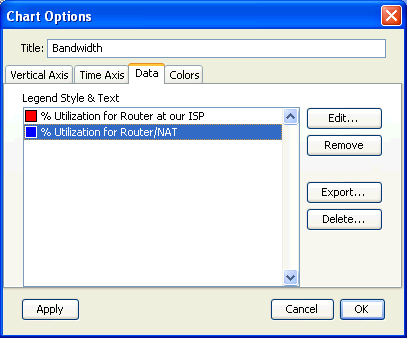 Chart Options
Title: Bandwidth
Vertical Axis Time Axis Data Colors
Legend Style & Text
% Utilization for Router at our ISP
% Utilization for Router/NAT
Edit...
Remove
Export...
Delete...
Apply Cancel OK